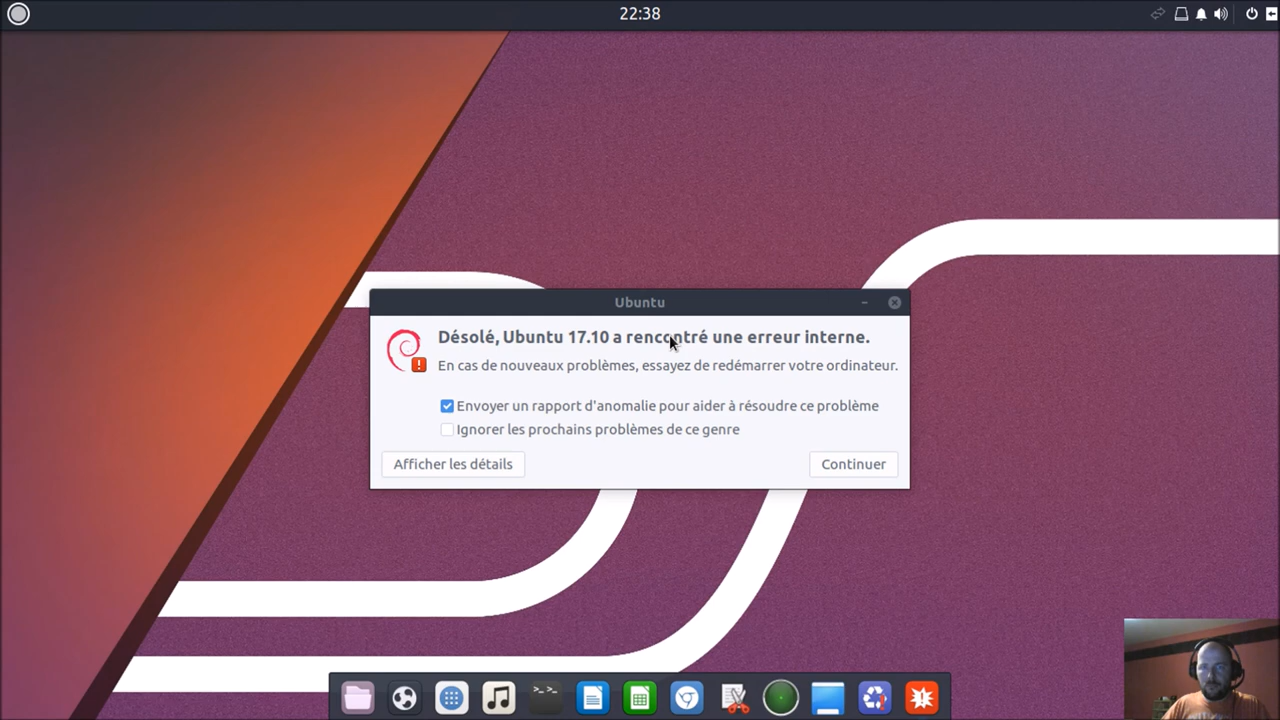 22:38
Ubuntu
Désolé, Ubuntu 17.10 a rencontré une erreur interne.
En cas de nouveaux problèmes, essayez de redémarrer votre ordinateur.
Envoyer un rapport d'anomalie pour aider à résoudre ce problème
Ignorer les prochains problèmes de ce genre
Afficher les détails
Continuer